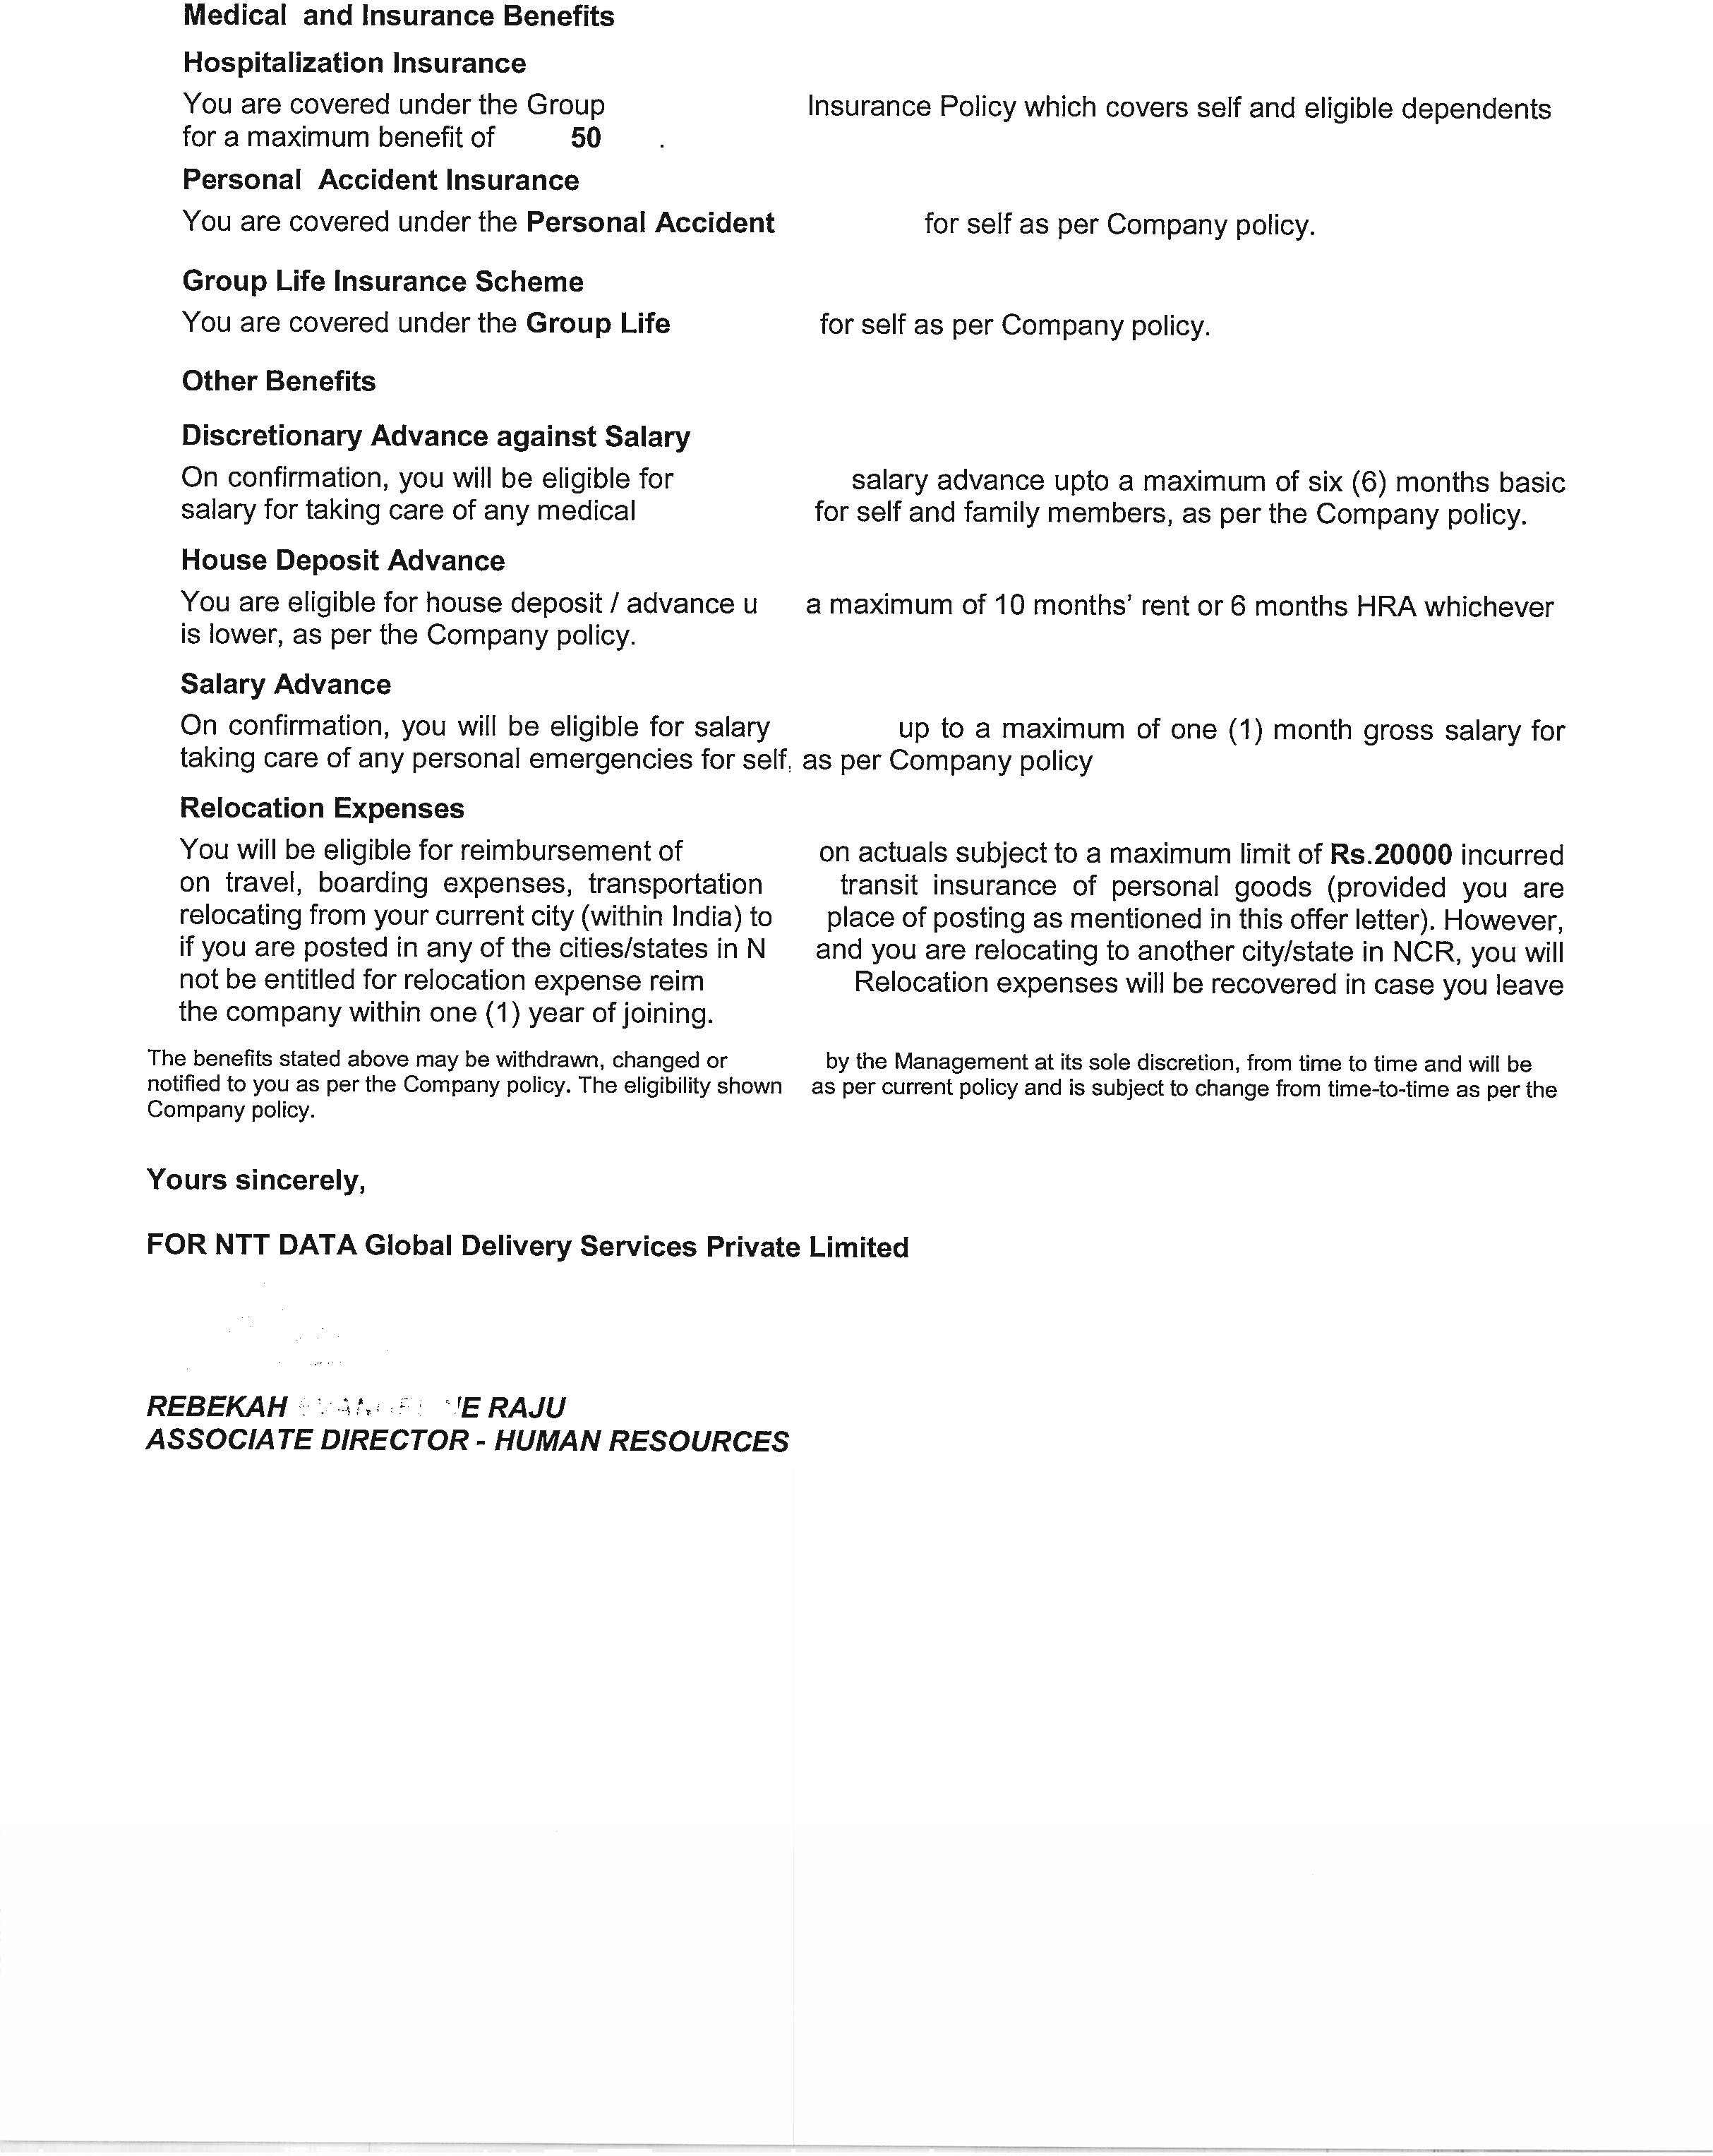 Medical and Insurance Benefits
Hospitalization Insurance
You are covered under the Group Insurance Policy which covers self and eligible dependents
for a maximum benefit of 50 .
Personal Accident Insurance
You are covered under the Personal Accident for self as per Company policy.
Group Life Insurance Scheme
You are covered under the Group Life for self as per Company policy.
Other Benefits
Discretionary Advance against Salary
On confirmation, you will be eligible for salary advance upto a maximum of six (6) months basic
salary for taking care of any medical for self and family members, as per the Company policy.
House Deposit Advance
You are eligible for house deposit / advance u a maximum of 10 months' rent or 6 months HRA whichever
is lower, as per the Company policy.
Salary Advance
On confirmation, you will be eligible for salary up to a maximum of one (1) month gross salary for
taking care of any personal emergencies for self, as per Company policy
Relocation Expenses
You will be eligible for reimbursement of on actuals subject to a maximum limit of Rs.20000 incurred
on travel, boarding expenses, transportation transit insurance of personal goods (provided you are
relocating from your current city (within India) to place of posting as mentioned in this offer letter). However,
if you are posted in any of the cities/states in N and you are relocating to another city/state in NCR, you will
not be entitled for relocation expense reim Relocation expenses will be recovered in case you leave
the company within one (1) year of joining.
The benefits stated above may be withdrawn, changed or by the Management at its sole discretion, from time to time and will be
notified to you as per the Company policy. The eligibility shown as per current policy and is subject to change from time-to-time as per the
Company policy.
Yours sincerely,
FOR NTT DATA Global Delivery Services Private Limited
REBEKAH RAJU
ASSOCIATE DIRECTOR - HUMAN RESOURCES